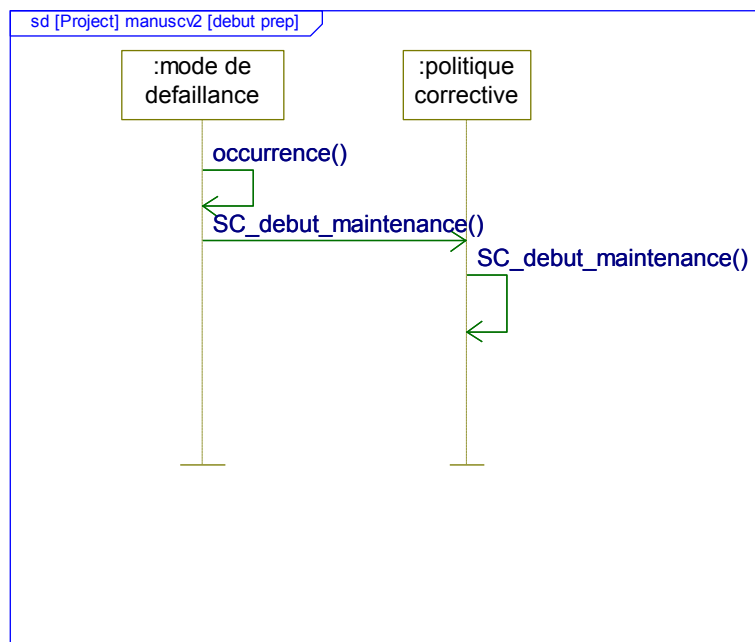 sd [Project] manuscv2 [debut prep]
:mode de
defaillance
:politique
corrective
occurrence()
SC_debut_maintenance()
SC_debut_maintenance()